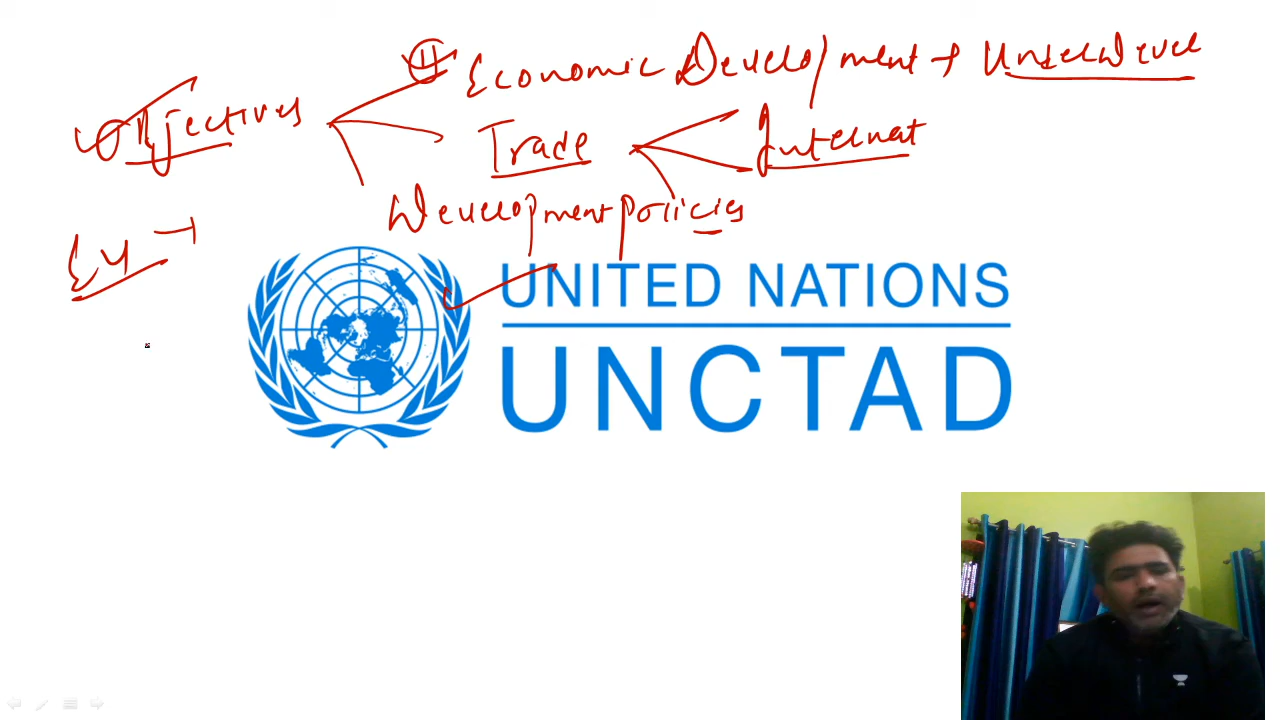 Objectives
Economic Development → Underdevel
Trade
Internat
Development policies
UNITED NATIONS
UNCTAD